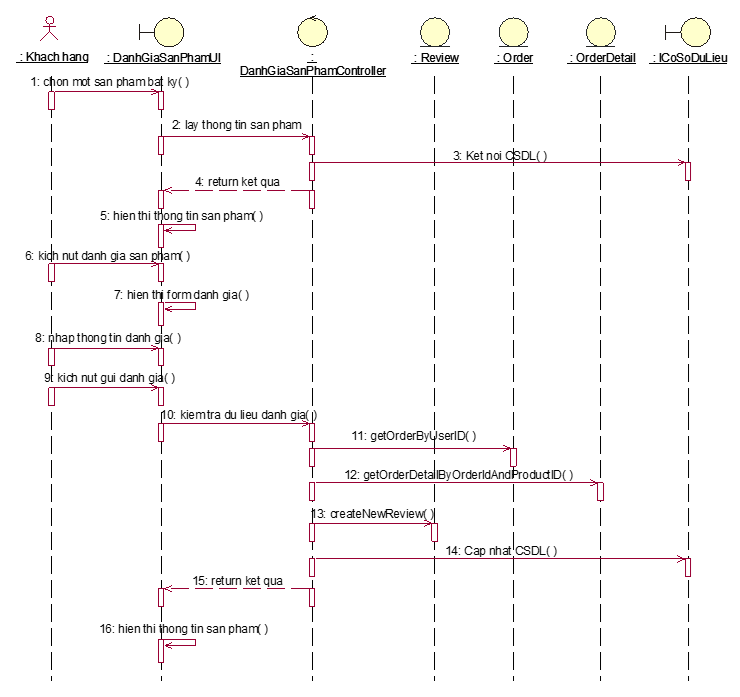 : Khach hang
: DanhGiaSanPhamUI
:
DanhGiaSanPhamController
: Review
: Order
: OrderDetail
: ICoSoDuLieu
1: chon mot san pham bat ky( )
2: lay thong tin san pham
3: Ket noi CSDL( )
4: return ket qua
5: hien thi thong tin san pham( )
6: kich nut danh gia san pham( )
7: hien thi form danh gia( )
8: nhap thong tin danh gia( )
9: kich nut gui danh gia( )
10: kiem tra du lieu danh gia( )
11: getOrderByUserID( )
12: getOrderDetailByOrderIdAndProductID( )
13: createNewReview( )
14: Cap nhat CSDL( )
15: return ket qua
16: hien thi thong tin san pham( )